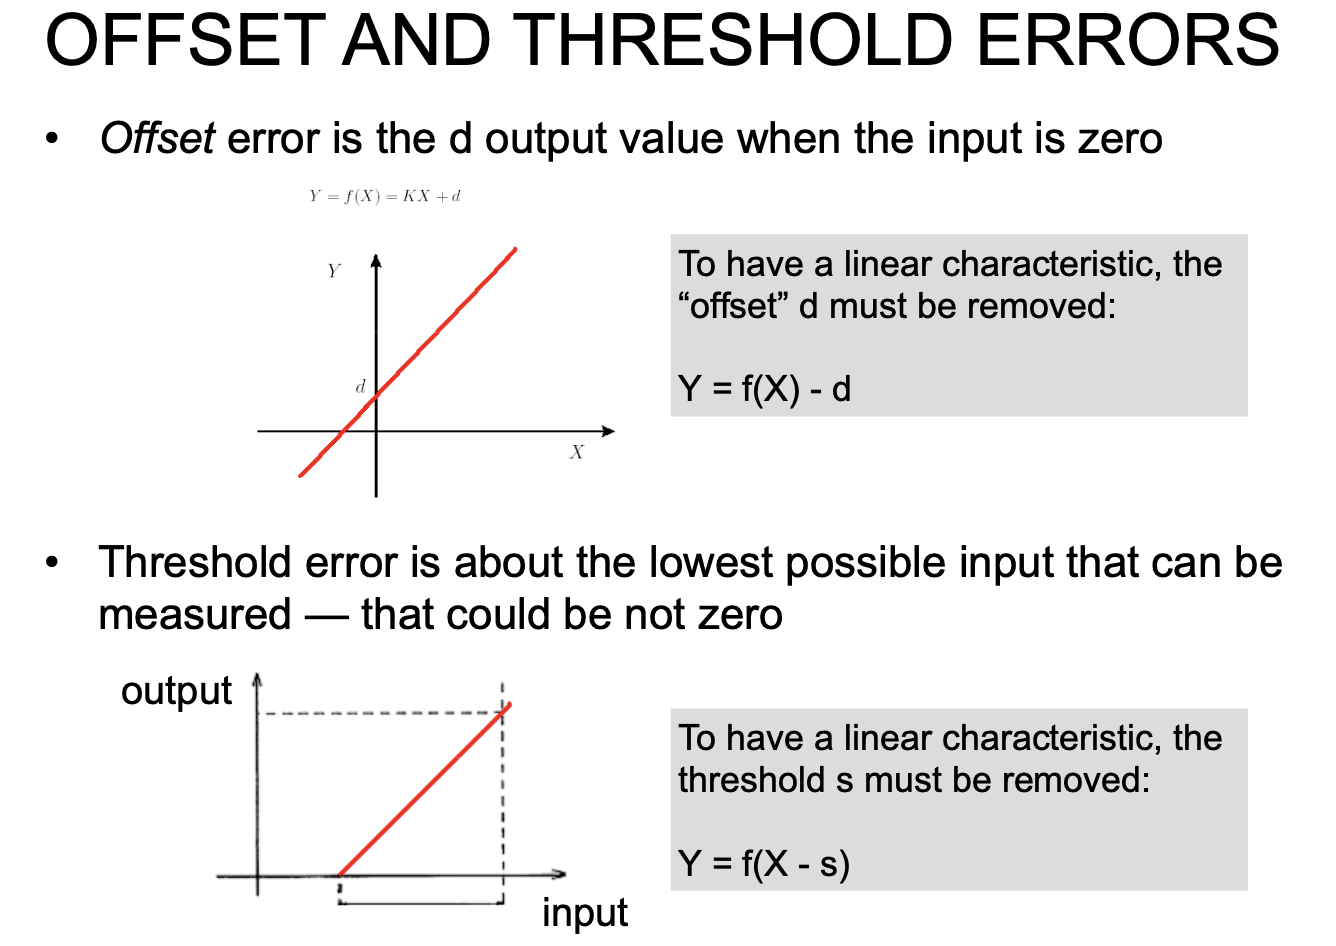 OFFSET AND THRESHOLD ERRORS
• Offset error is the d output value when the input is zero
Y = f(X) = KX + d
Y
d
X
To have a linear characteristic, the
“offset” d must be removed:
Y = f(X) - d
• Threshold error is about the lowest possible input that can be
measured — that could be not zero
output
input
To have a linear characteristic, the
threshold s must be removed:
Y = f(X - s)